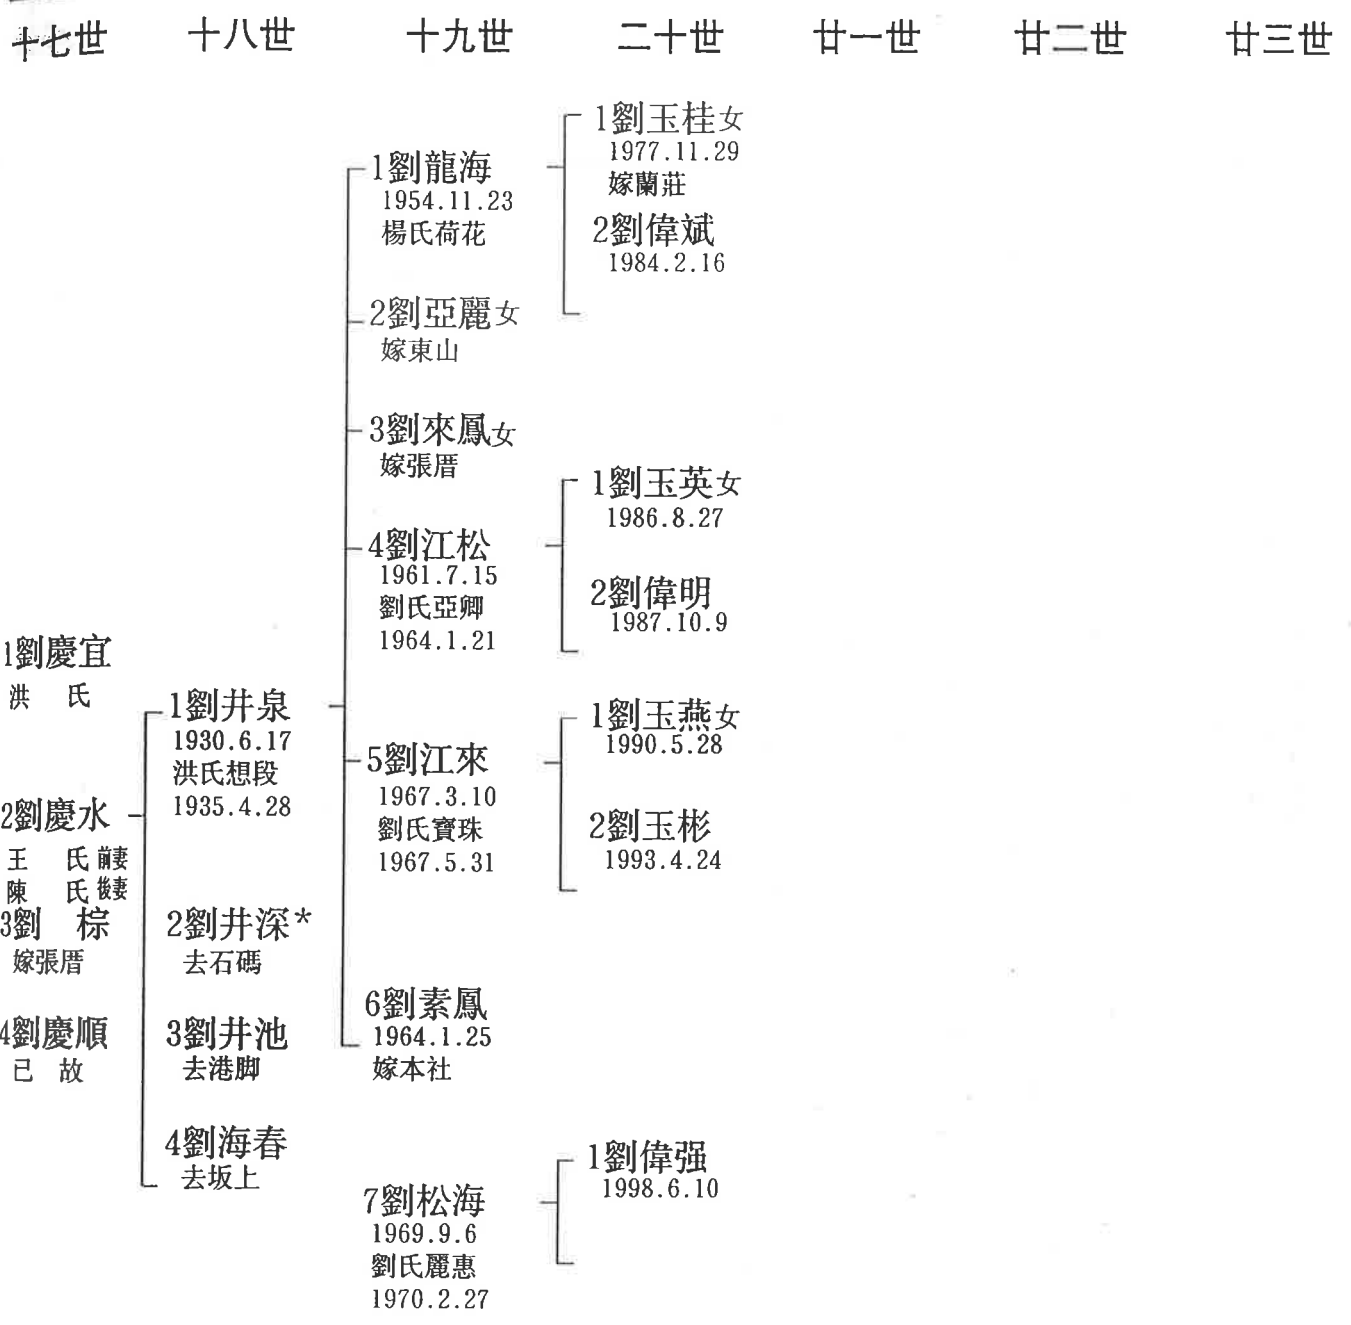 十七世 十八世 十九世 二十世 廿一世 廿二世 廿三世
1劉慶宜
洪 氏
2劉慶水
王 氏 前妻
陳 氏 後妻
3劉 棕
嫁張厝
4劉慶順
已 故
1劉井泉
1930.6.17
洪氏想段
1935.4.28
2劉井深*
去石碼
3劉井池
去港脚
4劉海春
去坂上
1劉龍海
1954.11.23
楊氏荷花
2劉亞麗女
嫁東山
3劉來鳳女
嫁張厝
4劉江松
1961.7.15
劉氏亞卿
1964.1.21
5劉江來
1967.3.10
劉氏寶珠
1967.5.31
6劉素鳳
1964.1.25
嫁本社
7劉松海
1969.9.6
劉氏麗惠
1970.2.27
1劉玉桂女
1977.11.29
嫁蘭莊
2劉偉斌
1984.2.16
1劉玉英女
1986.8.27
2劉偉明
1987.10.9
1劉玉燕女
1990.5.28
2劉玉彬
1993.4.24
1劉偉强
1998.6.10